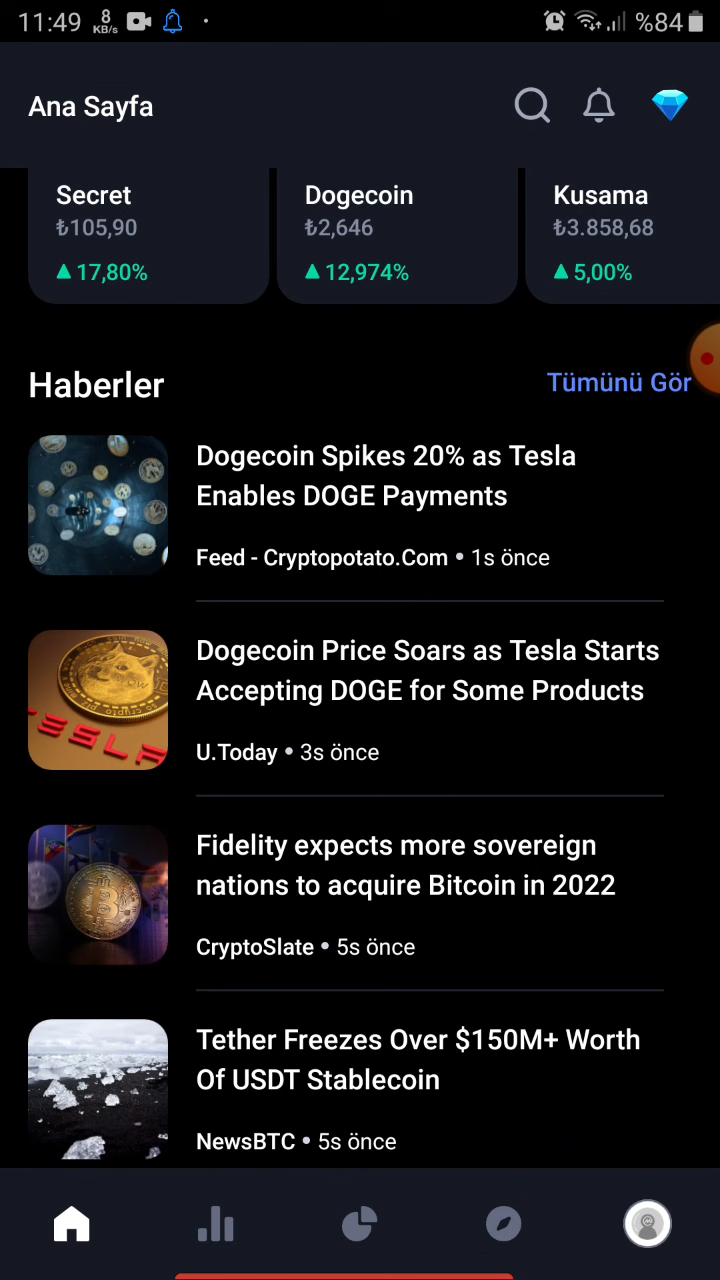 11:49 8 KB/s %84
Ana Sayfa
Secret Dogecoin Kusama
₺105,90 ₺2,646 ₺3.858,68
17,80% 12,974% 5,00%
Haberler Tümünü Gör
Dogecoin Spikes 20% as Tesla
Enables DOGE Payments
Feed - Cryptopotato.Com • 1s önce
Dogecoin Price Soars as Tesla Starts
Accepting DOGE for Some Products
TESLA
U.Today • 3s önce
Fidelity expects more sovereign
nations to acquire Bitcoin in 2022
CryptoSlate • 5s önce
Tether Freezes Over $150M+ Worth
Of USDT Stablecoin
NewsBTC • 5s önce